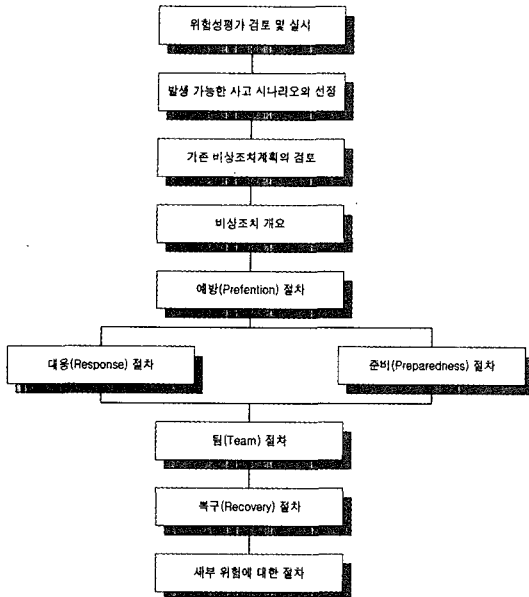 위험성평가 검토 및 실시
발생 가능한 사고 시나리오의 선정
기존 비상조치계획의 검토
비상조치 개요
예방(Prefention) 절차
대응(Response) 절차
준비(Preparedness) 절차
팀(Team) 절차
복구(Recovery) 절차
세부 위험에 대한 절차